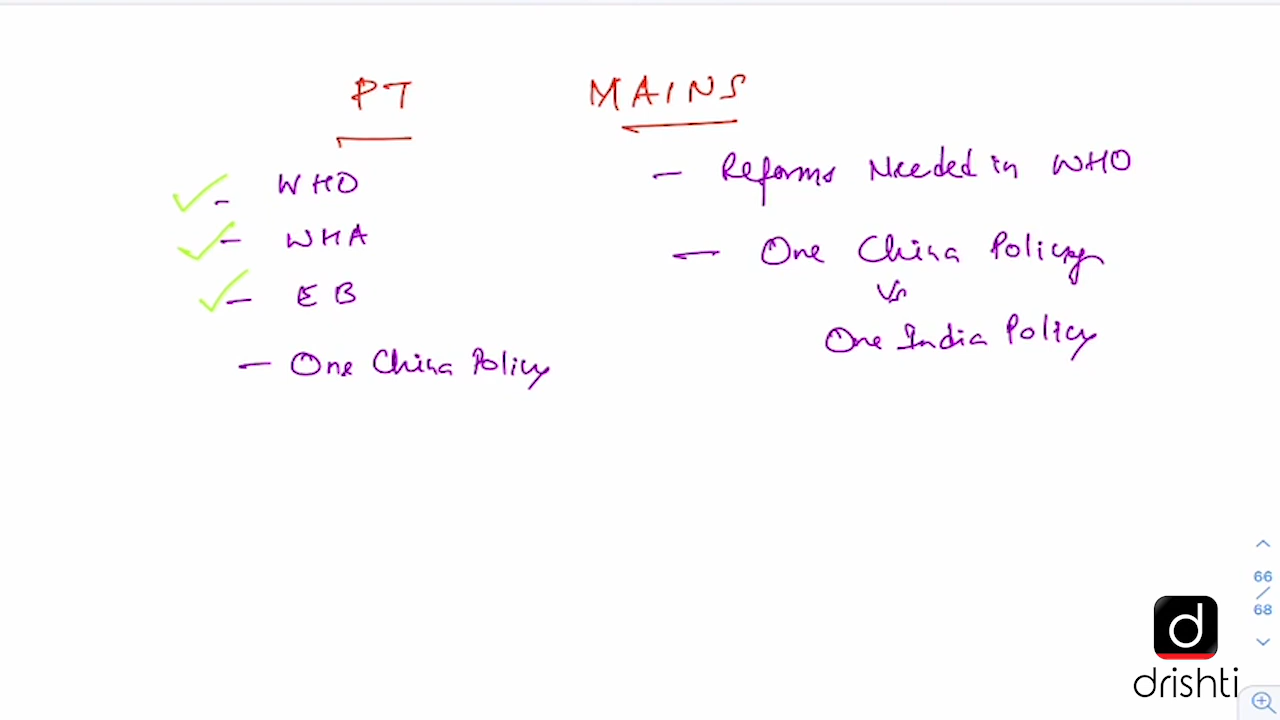 PT
MAINS
- WHO
- WHA
- EB
- One China Policy
- Reforms Needed in WHO
- One China Policy
Vs
One India Policy
66
/
68
d
drishti